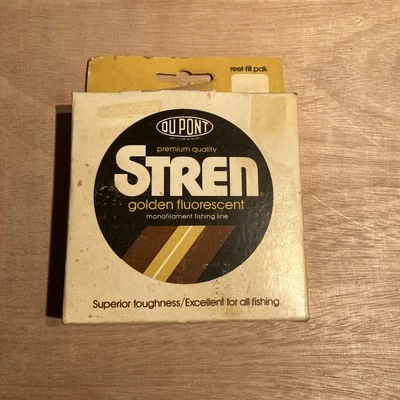 reel fill pak
DU PONT
premium quality
STREN
golden fluorescent
monofilament fishing line
Superior toughness/Excellent for all fishing